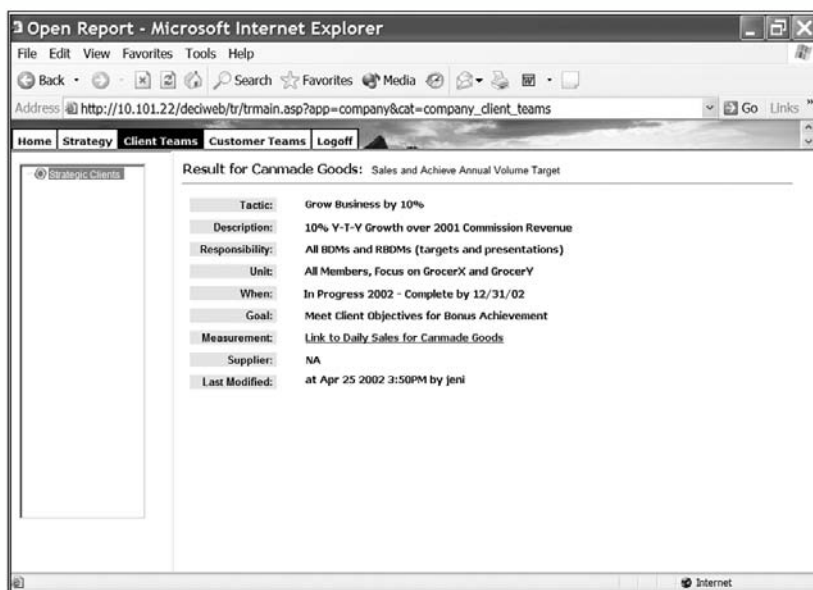 Open Report - Microsoft Internet Explorer
File Edit View Favorites Tools Help
Back Search Favorites Media
Address http://10.101.22/deciweb/tr/trmain.asp?app=company&cat=company_client_teams Go Links »
Home Strategy Client Teams Customer Teams Logoff
Strategic Clients
Result for Canmade Goods: Sales and Achieve Annual Volume Target
Tactic: Grow Business by 10%
Description: 10% Y-T-Y Growth over 2001 Commission Revenue
Responsibility: All BDMs and RBDMs (targets and presentations)
Unit: All Members, Focus on GrocerX and GrocerY
When: In Progress 2002 - Complete by 12/31/02
Goal: Meet Client Objectives for Bonus Achievement
Measurement: Link to Daily Sales for Canmade Goods
Supplier: NA
Last Modified: at Apr 25 2002 3:50PM by jeni
Internet